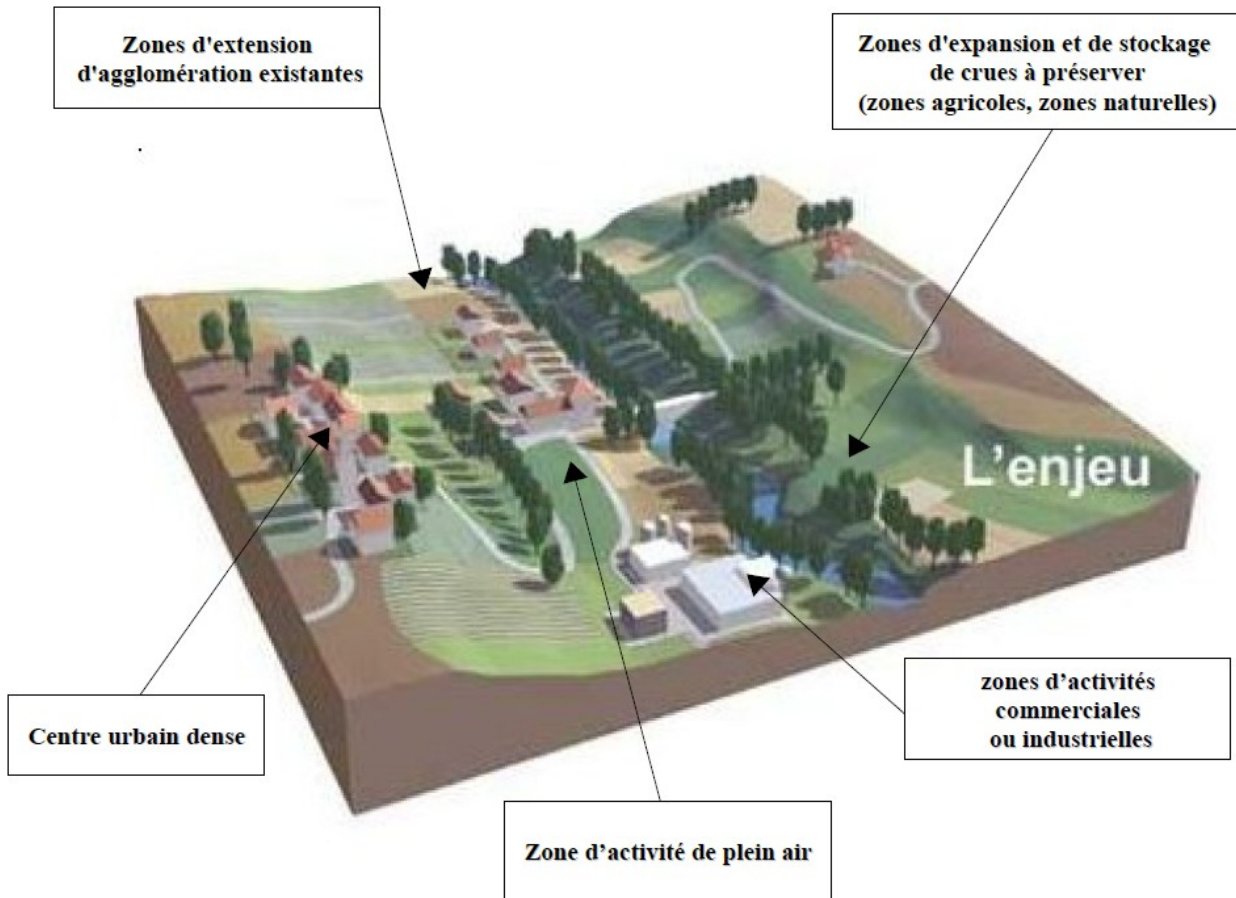 Zones d'extension
d'agglomération existantes
Zones d'expansion et de stockage
de crues à préserver
(zones agricoles, zones naturelles)
L'enjeu
Centre urbain dense
zones d’activités
commerciales
ou industrielles
Zone d’activité de plein air